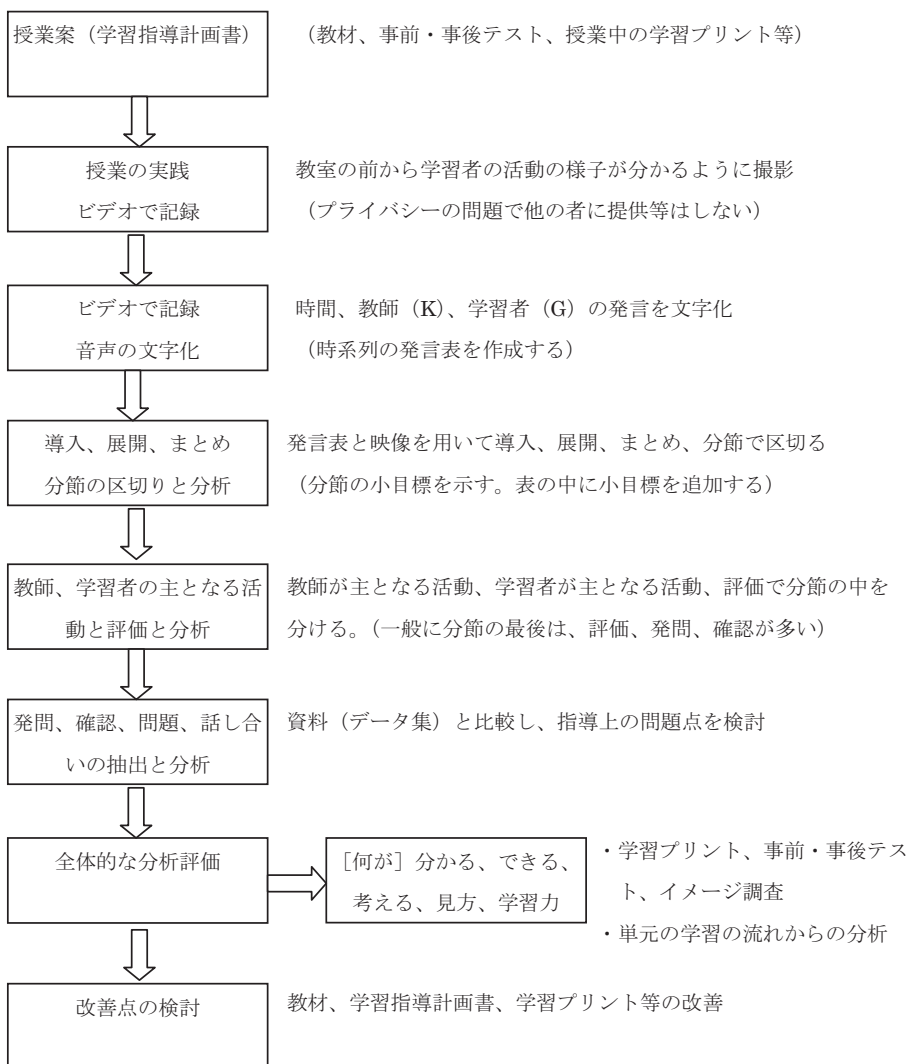 授業案（学習指導計画書）
（教材、事前・事後テスト、授業中の学習プリント等）
授業の実践
ビデオで記録
教室の前から学習者の活動の様子が分かるように撮影
（プライバシーの問題で他の者に提供等はしない）
ビデオで記録
音声の文字化
時間、教師（K）、学習者（G）の発言を文字化
（時系列の発言表を作成する）
導入、展開、まとめ
分節の区切りと分析
発言表と映像を用いて導入、展開、まとめ、分節で区切る
（分節の小目標を示す。表の中に小目標を追加する）
教師、学習者の主となる活
動と評価と分析
教師が主となる活動、学習者が主となる活動、評価で分節の中を
分ける。（一般に分節の最後は、評価、発問、確認が多い）
発問、確認、問題、話し合
いの抽出と分析
資料（データ集）と比較し、指導上の問題点を検討
全体的な分析評価
［何が］分かる、できる、
考える、見方、学習力
・学習プリント、事前・事後テス
ト、イメージ調査
・単元の学習の流れからの分析
改善点の検討
教材、学習指導計画書、学習プリント等の改善